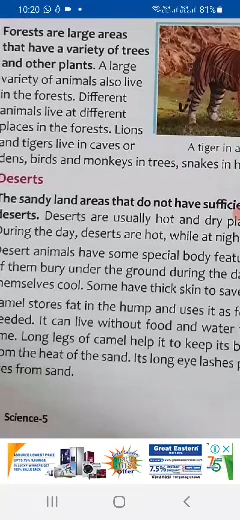 10:20
81%
Forests are large areas
that have a variety of trees
and other plants. A large
variety of animals also live
in the forests. Different
animals live at different
places in the forests. Lions
and tigers live in caves or
A tiger in a
dens, birds and monkeys in trees, snakes in h
Deserts
The sandy land areas that do not have sufficie
deserts. Deserts are usually hot and dry pla
During the day, deserts are hot, while at nigh
Desert animals have some special body featu
f them bury under the ground during the da
hemselves cool. Some have thick skin to save
amel stores fat in the hump and uses it as f
eeded. It can live without food and water
me. Long legs of camel help it to keep its b
om the heat of the sand. Its long eye lashes p
es from sand.
Science-5
Great Eastern
7.5%
75
offer